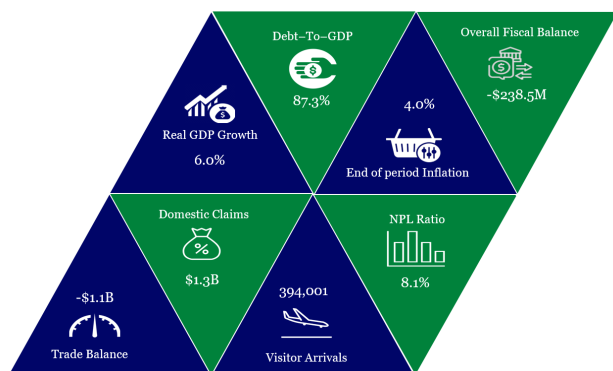 Debt–To–GDP
87.3%
Overall Fiscal Balance
$
-$238.5M
$
Real GDP Growth
6.0%
4.0%
End of period Inflation
Domestic Claims
%
$1.3B
NPL Ratio
8.1%
-$1.1B
Trade Balance
394,001
Visitor Arrivals